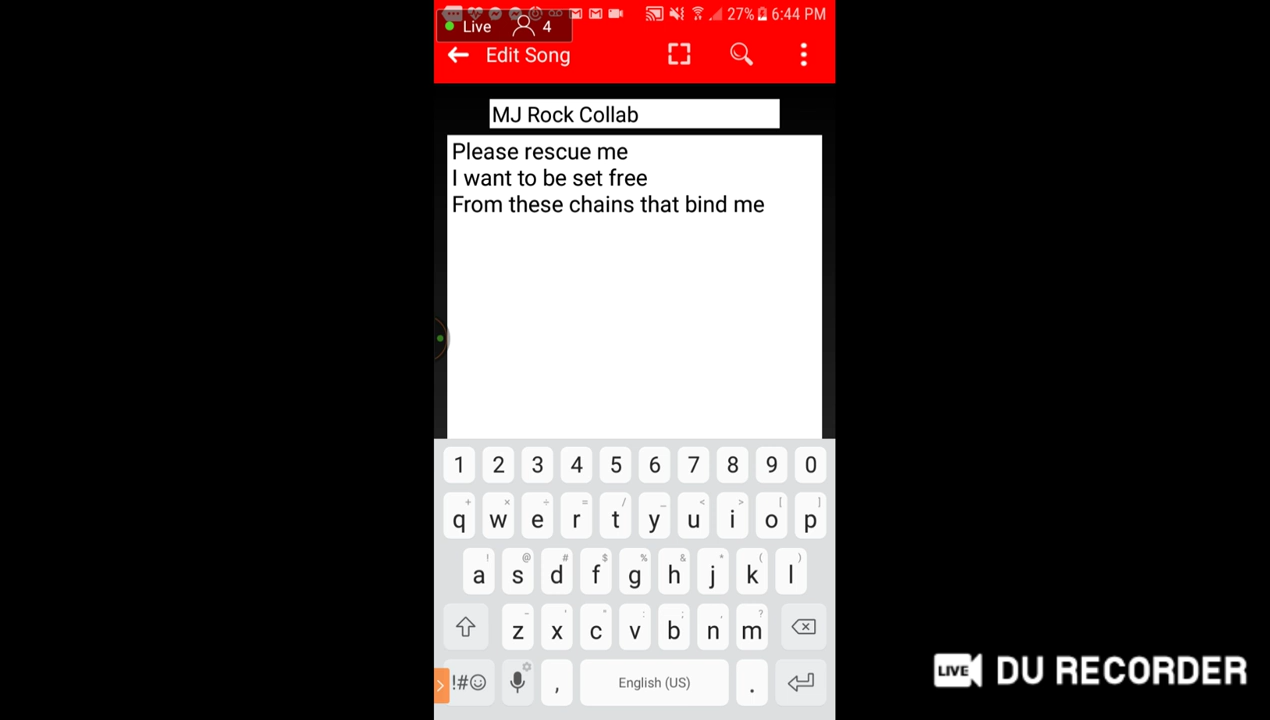 27% 6:44 PM
Live 4
Edit Song
MJ Rock Collab
Please rescue me
I want to be set free
From these chains that bind me
1 2 3 4 5 6 7 8 9 0
+ × ÷ = / _ < > [ ]
q w e r t y u i o p
! @ # $ % & * ( )
a s d f g h j k l
- ' " : ; , ?
z x c v b n m
!#☺ , English (US) .
LIVE DU RECORDER